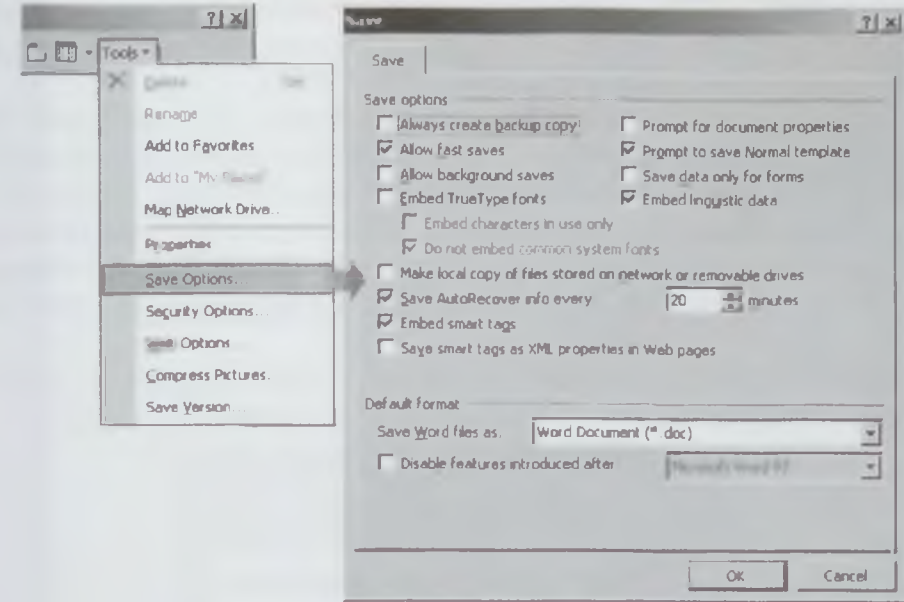 Tools
Rename
Add to Favorites
Add to "My
Map Network Drive..
Properties
Save Options...
Security Options...
Options
Compress Pictures.
Save Version...
Save
Save
Save options
Always create backup copy
Allow fast saves
Allow background saves
Embed TrueType fonts
Embed characters in use only
Do not embed common system fonts
Prompt for document properties
Prompt to save Normal template
Save data only for forms
Embed linguistic data
Make local copy of files stored on network or removable drives
Save AutoRecover info every 20 minutes
Embed smart tags
Save smart tags as XML properties in Web pages
Default format
Save Word files as. Word Document (*.doc)
Disable features introduced after
OK Cancel